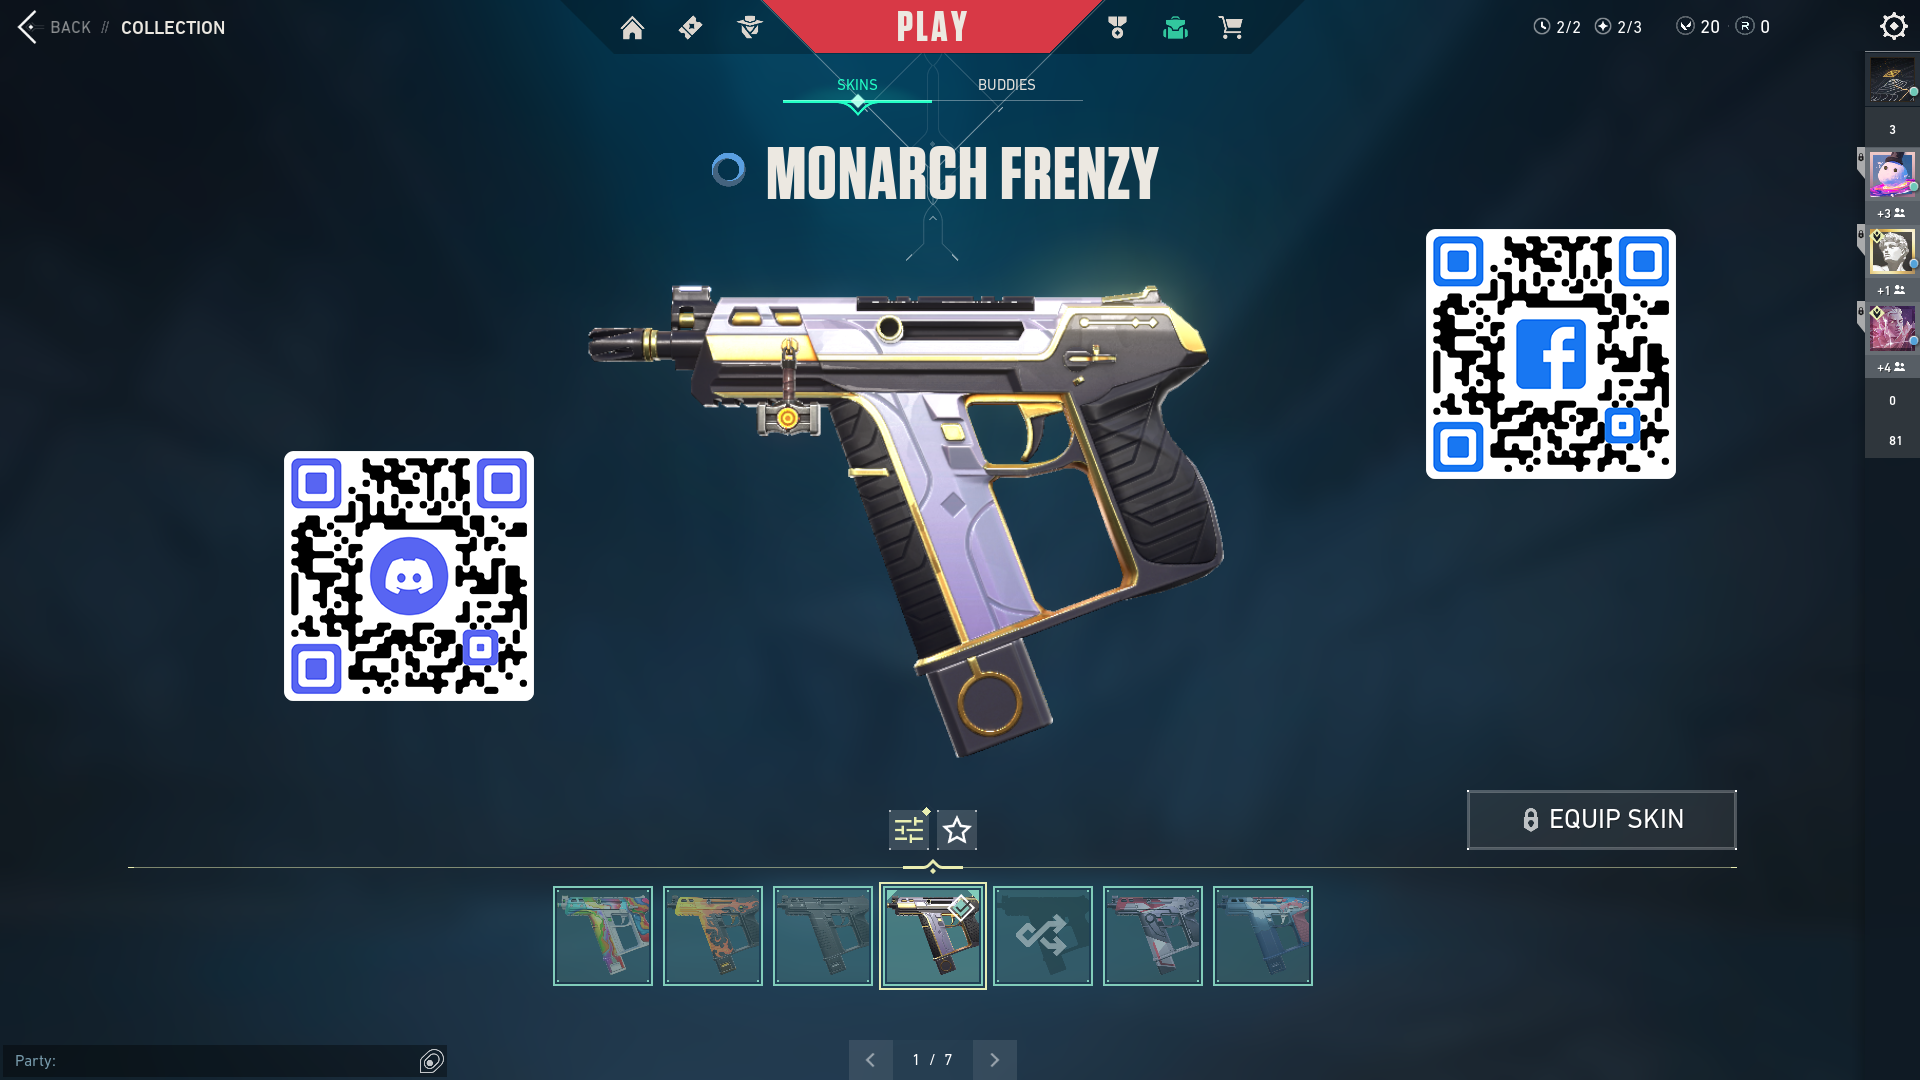 BACK // COLLECTION
PLAY
2/2 2/3 20 R 0
SKINS BUDDIES
MONARCH FRENZY
3
+3
+1
+4
0
81
EQUIP SKIN
Party:
1 / 7